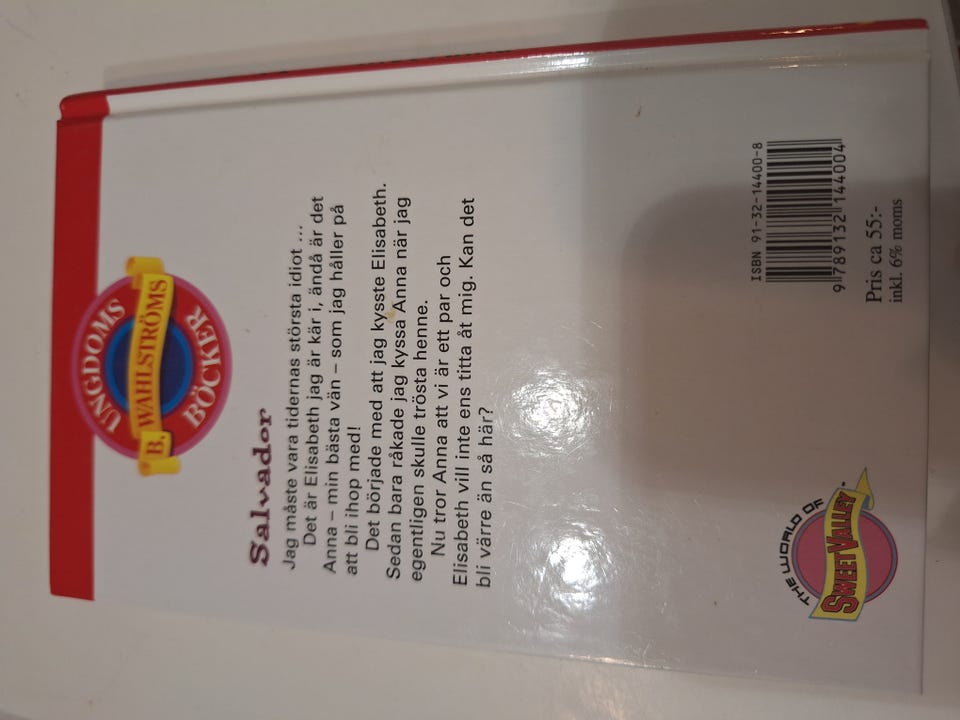 UNGDOMS
B. WAHLSTRÖMS
BÖCKER
Salvador
Jag måste vara tidernas största idiot ...
Det är Elisabeth jag är kär i, ändå är det
Anna – min bästa vän – som jag håller på
att bli ihop med!
Det började med att jag kysste Elisabeth.
Sedan bara råkade jag kyssa Anna när jag
egentligen skulle trösta henne.
Nu tror Anna att vi är ett par och
Elisabeth vill inte ens titta åt mig. Kan det
bli värre än så här?
THE WORLD OF
SWEET VALLEY
ISBN 91-32-14400-8
9 789132 144004
Pris ca 55:-
inkl. 6% moms